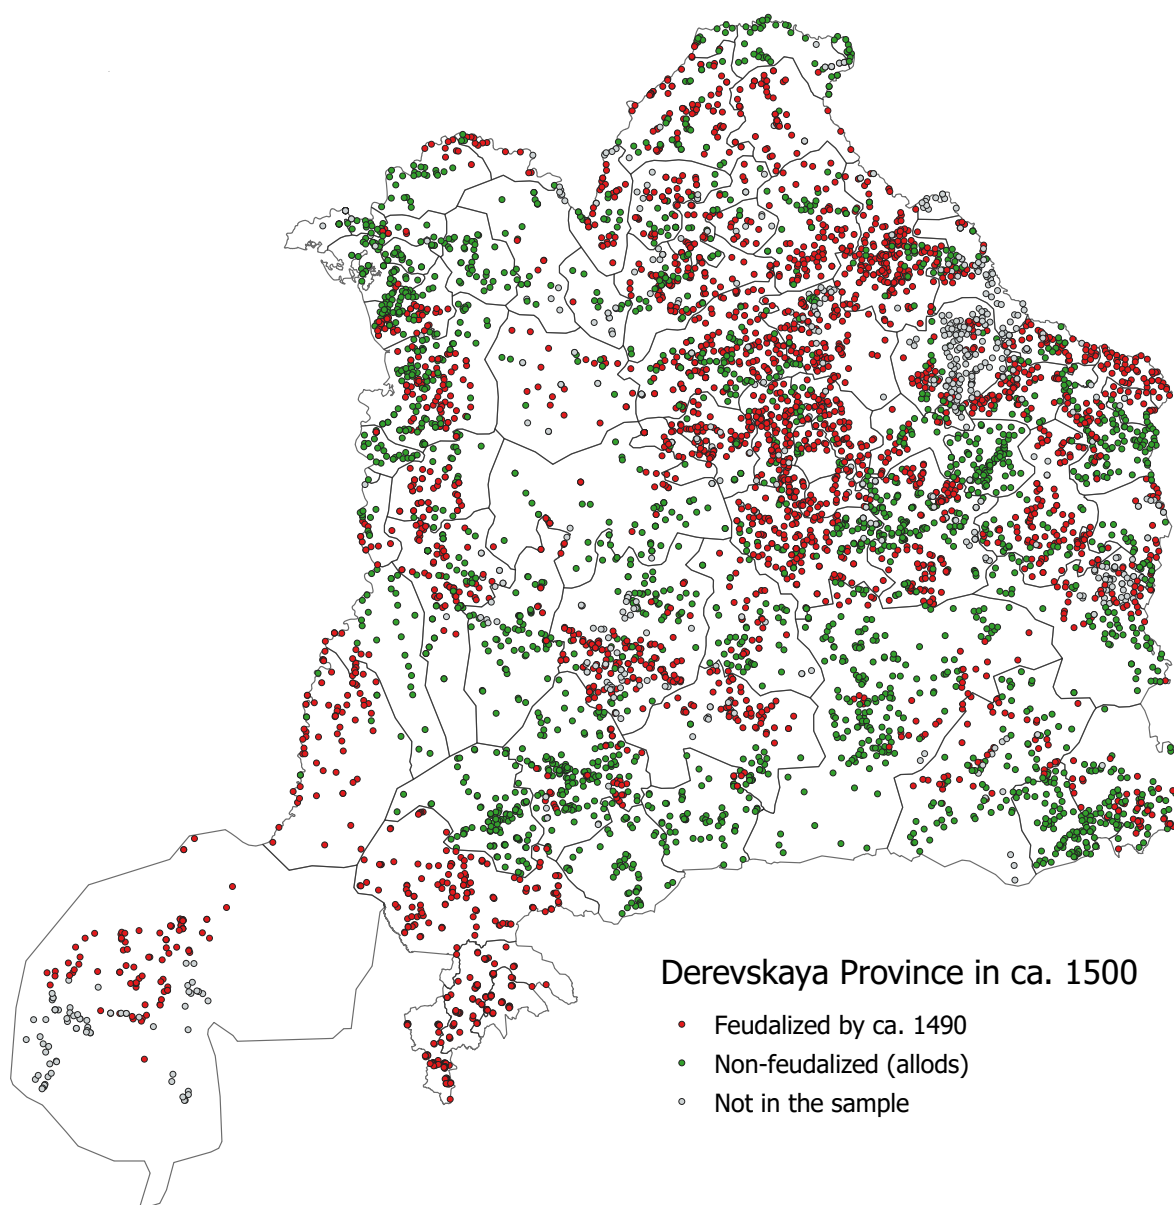 Derevskaya Province in ca. 1500
Feudalized by ca. 1490
Non-feudalized (allods)
Not in the sample